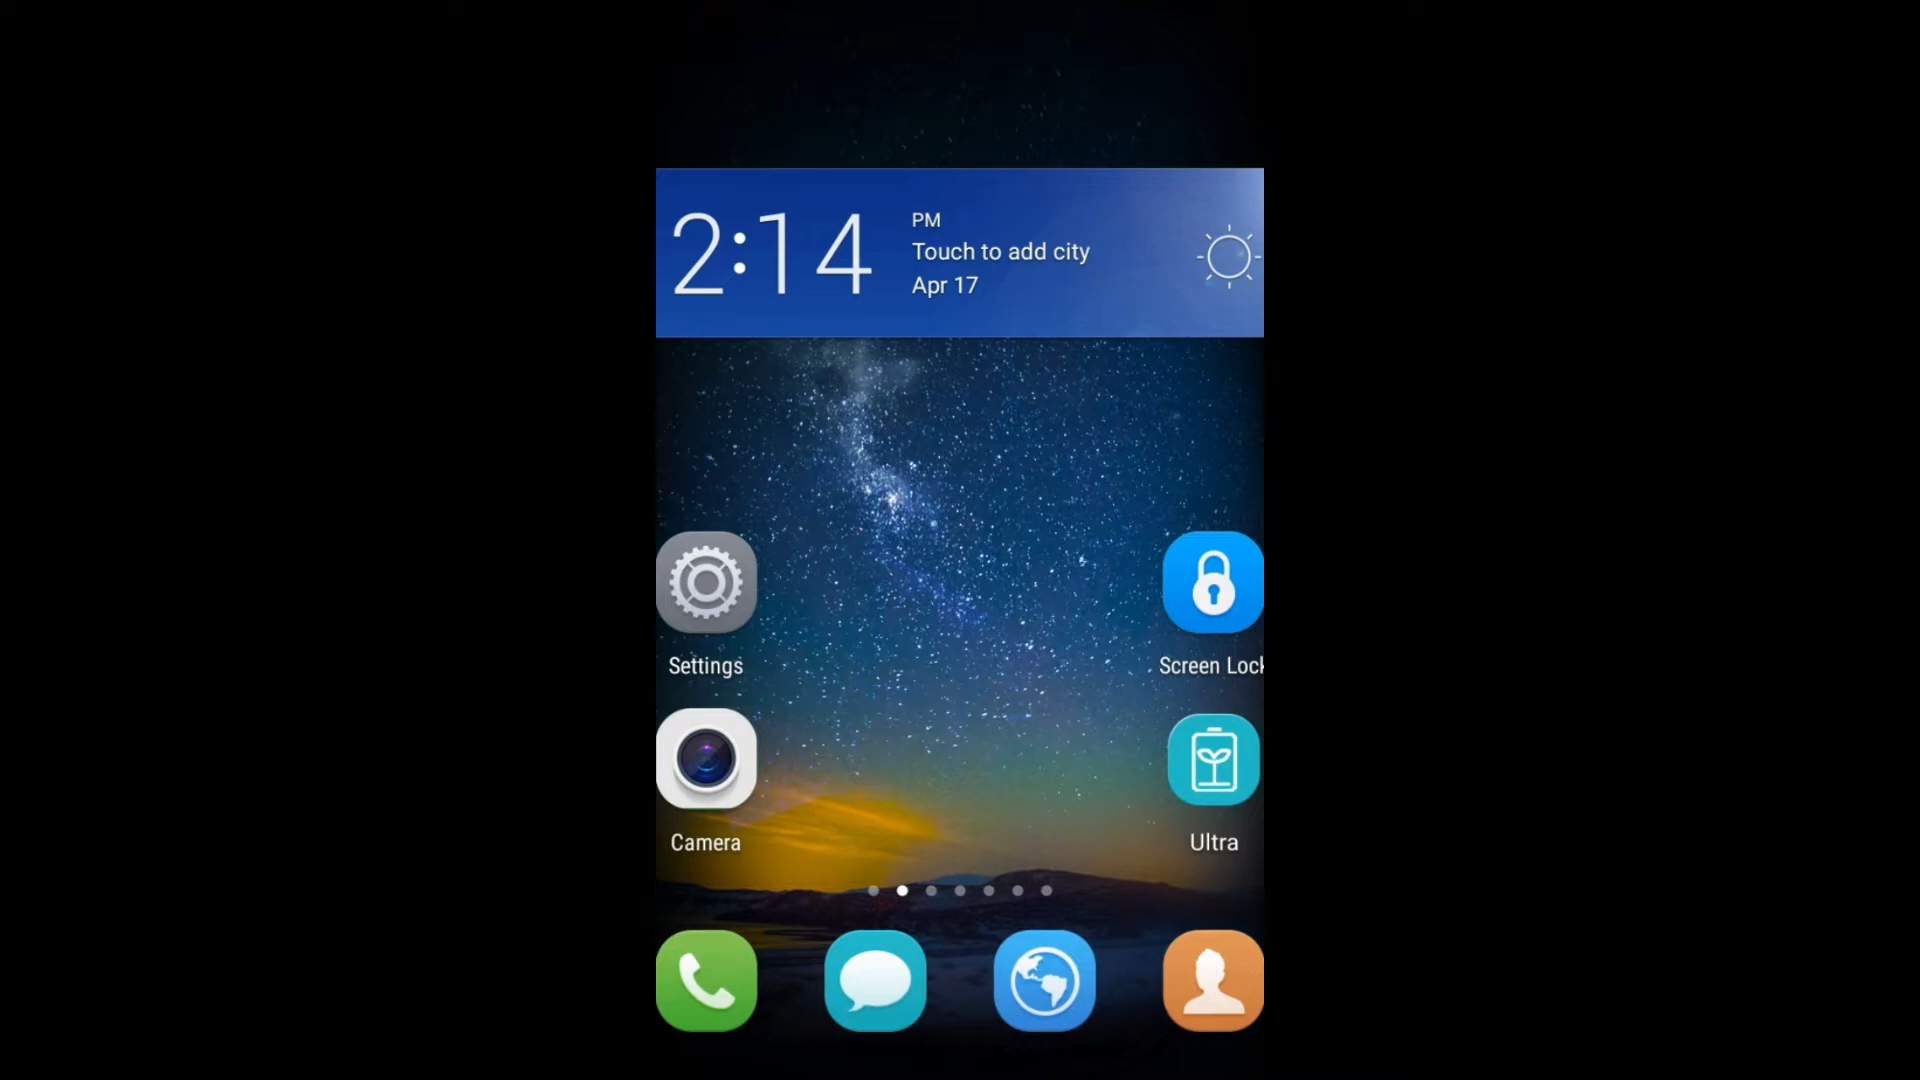 2:14
PM
Touch to add city
Apr 17
Settings
Screen Lock
Camera
Ultra